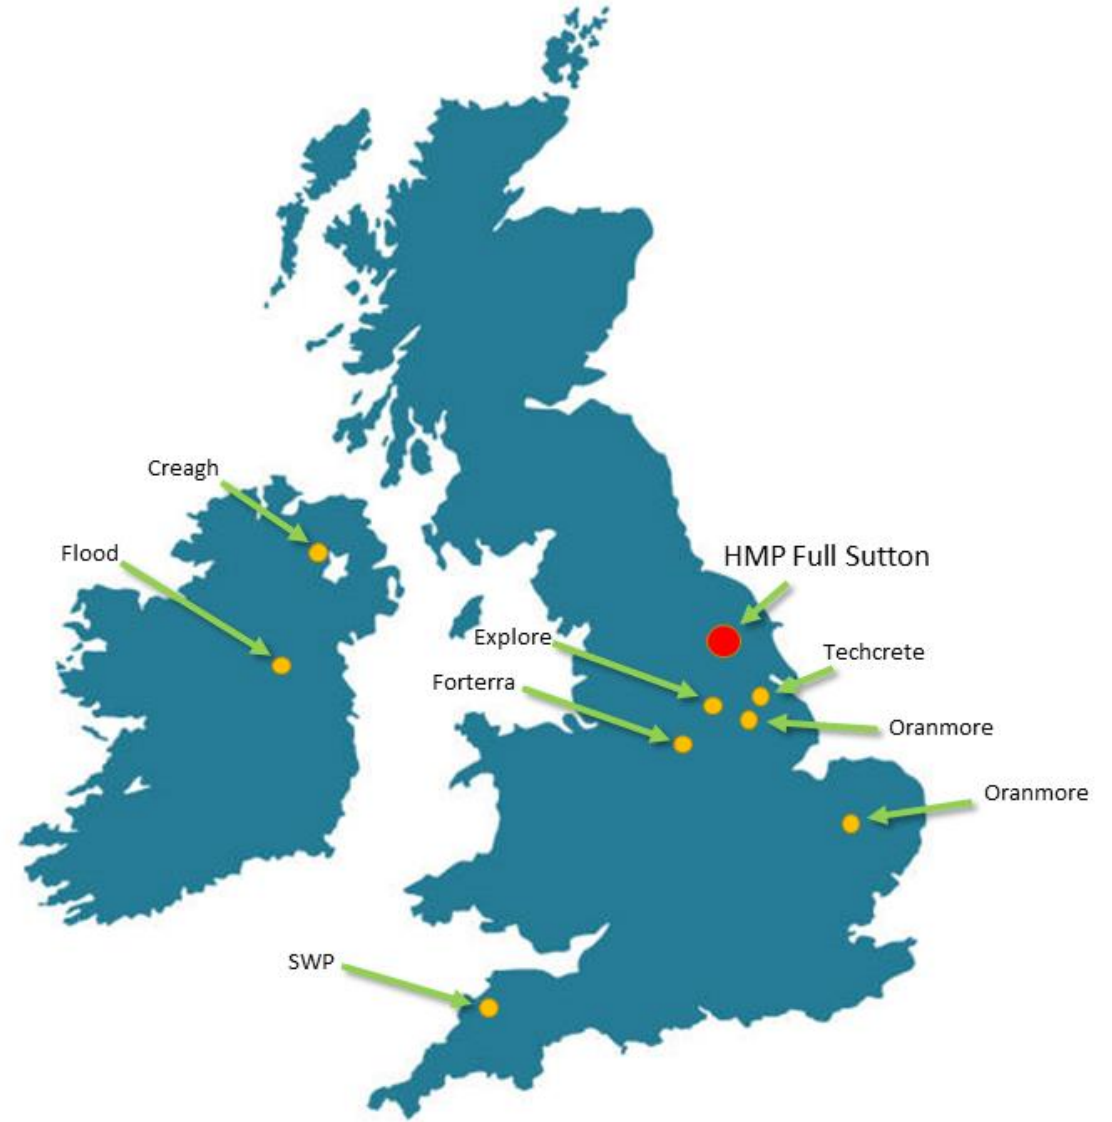 Creagh
Flood
HMP Full Sutton
Explore
Techcrete
Forterra
Oranmore
Oranmore
SWP